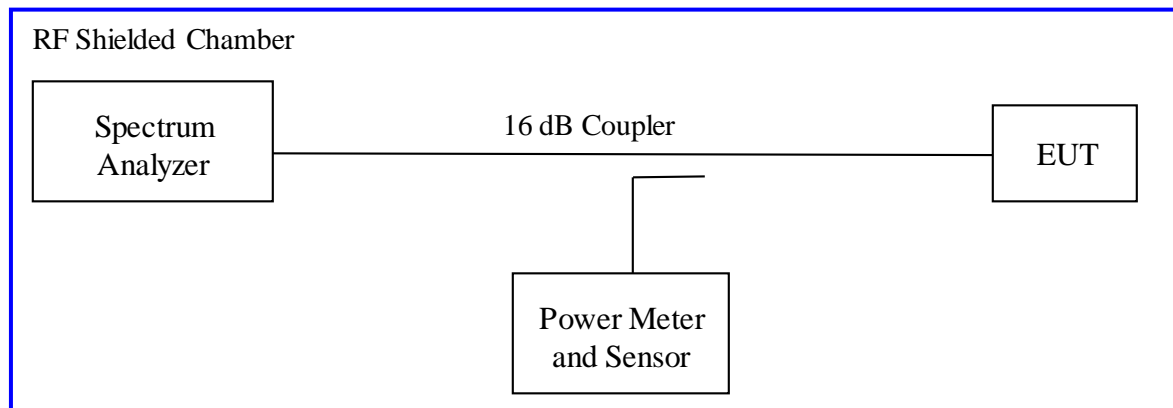 RF Shielded Chamber
Spectrum
Analyzer
16 dB Coupler
EUT
Power Meter
and Sensor